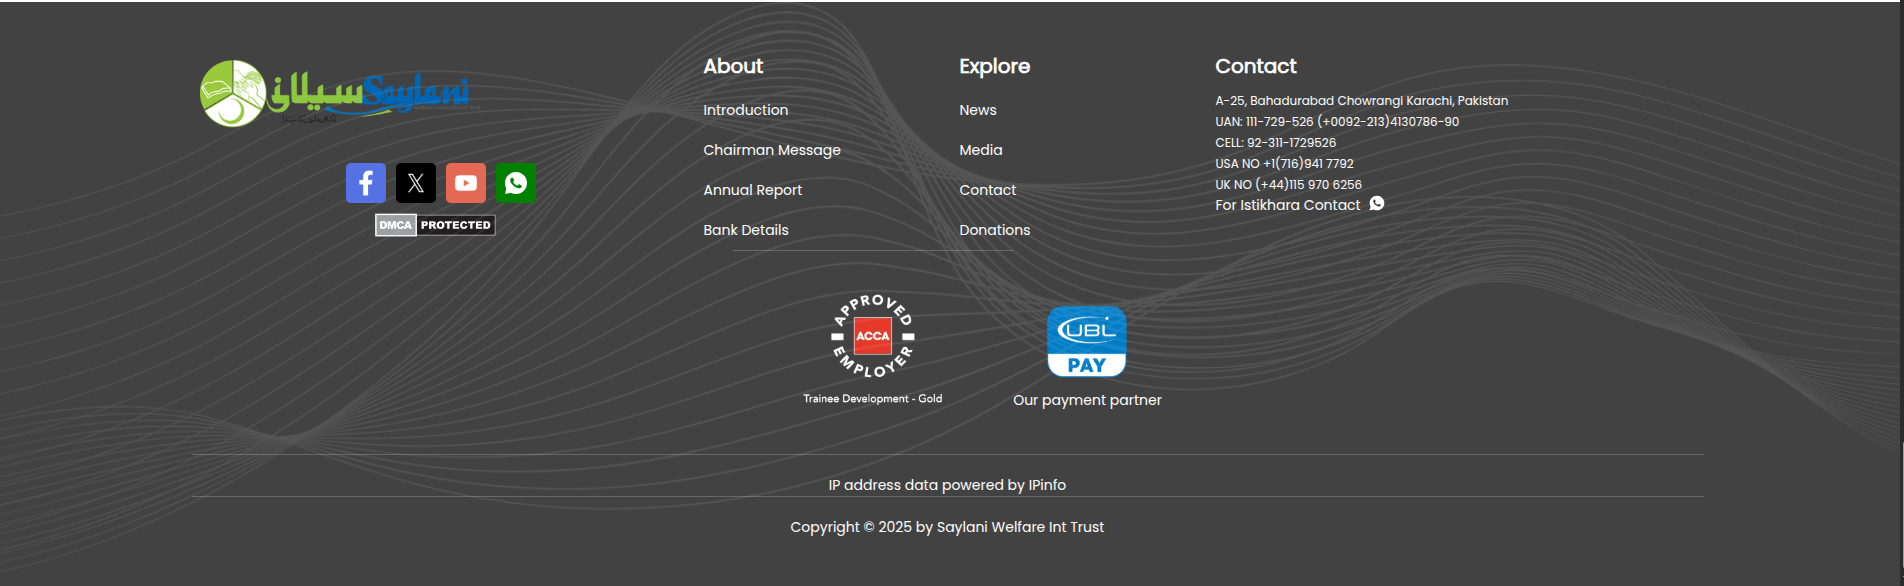 سیلانی Saylani
DMCA PROTECTED
About
Introduction
Chairman Message
Annual Report
Bank Details
Explore
News
Media
Contact
Donations
Contact
A-25, Bahadurabad Chowrangi Karachi, Pakistan
UAN: 111-729-526 (+0092-213)4130786-90
CELL: 92-311-1729526
USA NO +1(716)941 7792
UK NO (+44)115 970 6256
For Istikhara Contact
APPROVED
ACCA
EMPLOYER
Trainee Development - Gold
UBL
PAY
Our payment partner
IP address data powered by IPinfo
Copyright © 2025 by Saylani Welfare Int Trust